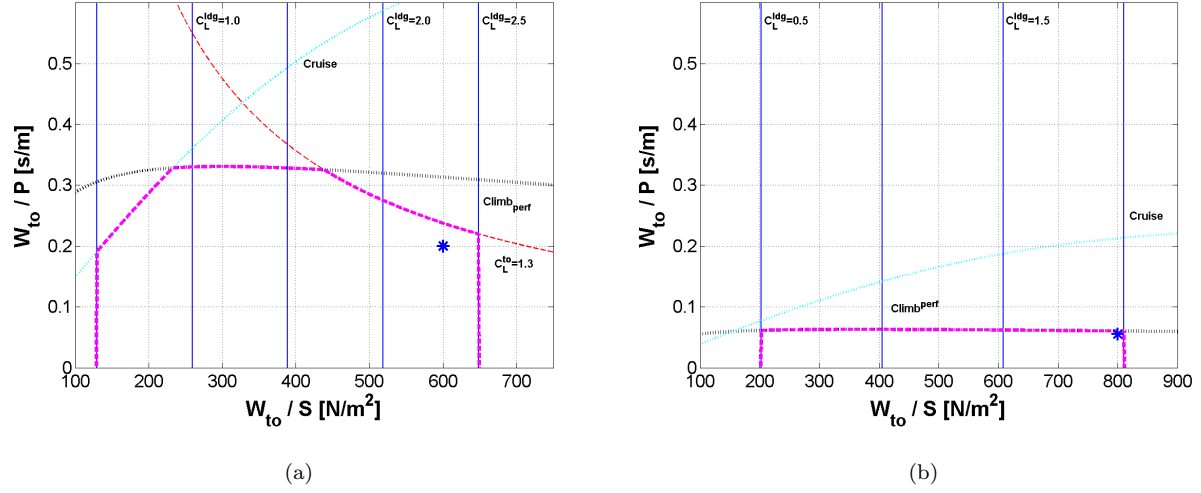 C_L^ldg=1.0
C_L^ldg=2.0
C_L^ldg=2.5
Cruise
Climb_perf
C_L^to=1.3
0.5
0.4
0.3
0.2
0.1
0
100 200 300 400 500 600 700
W_to / P [s/m]
W_to / S [N/m^2]
(a)
C_L^ldg=0.5
C_L^ldg=1.5
Cruise
Climb^perf
0.5
0.4
0.3
0.2
0.1
0
100 200 300 400 500 600 700 800 900
W_to / P [s/m]
W_to / S [N/m^2]
(b)